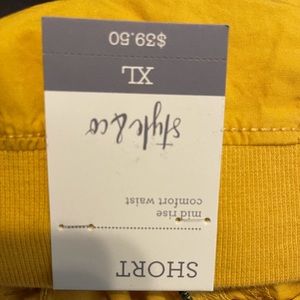 SHORT
mid rise
comfort waist
style&co
XL
$39.50